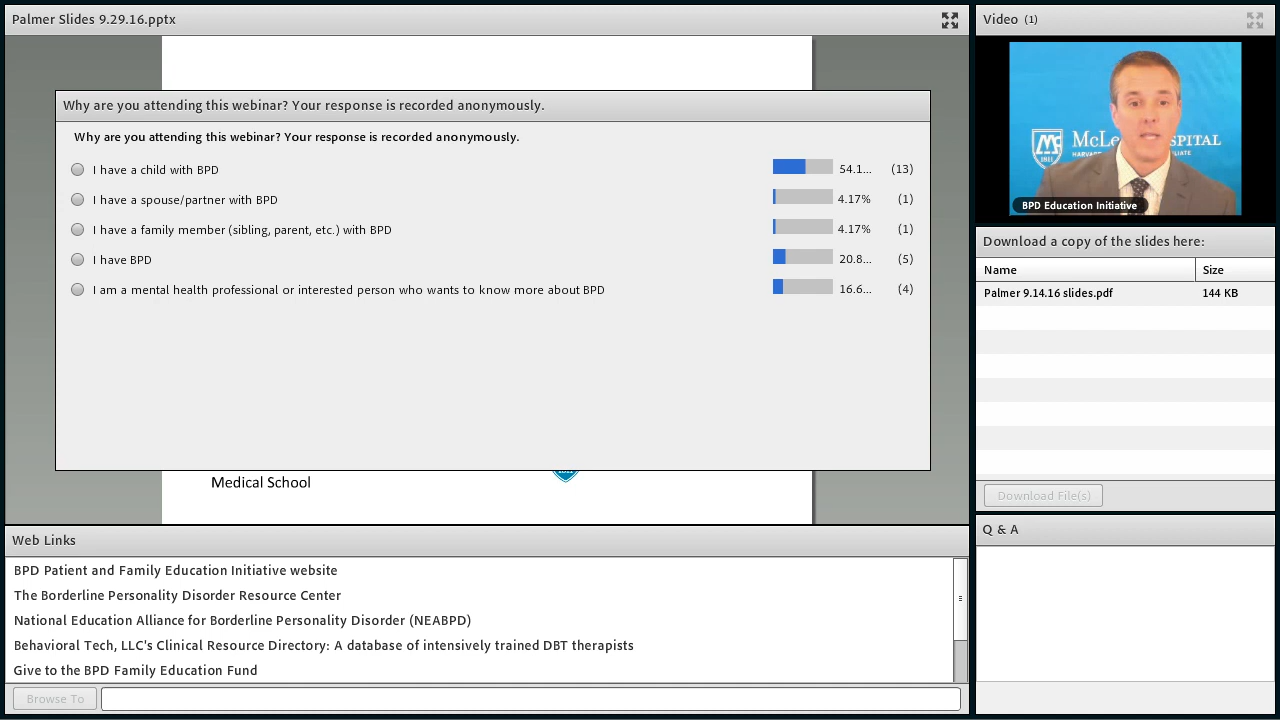 Palmer Slides 9.29.16.pptx
Why are you attending this webinar? Your response is recorded anonymously.
Why are you attending this webinar? Your response is recorded anonymously.
I have a child with BPD 54.1... (13)
I have a spouse/partner with BPD 4.17% (1)
I have a family member (sibling, parent, etc.) with BPD 4.17% (1)
I have BPD 20.8... (5)
I am a mental health professional or interested person who wants to know more about BPD 16.6... (4)
Medical School
Web Links
BPD Patient and Family Education Initiative website
The Borderline Personality Disorder Resource Center
National Education Alliance for Borderline Personality Disorder (NEABPD)
Behavioral Tech, LLC's Clinical Resource Directory: A database of intensively trained DBT therapists
Give to the BPD Family Education Fund
Browse To
Video (1)
BPD Education Initiative
Download a copy of the slides here:
Name Size
Palmer 9.14.16 slides.pdf 144 KB
Download File(s)
Q & A